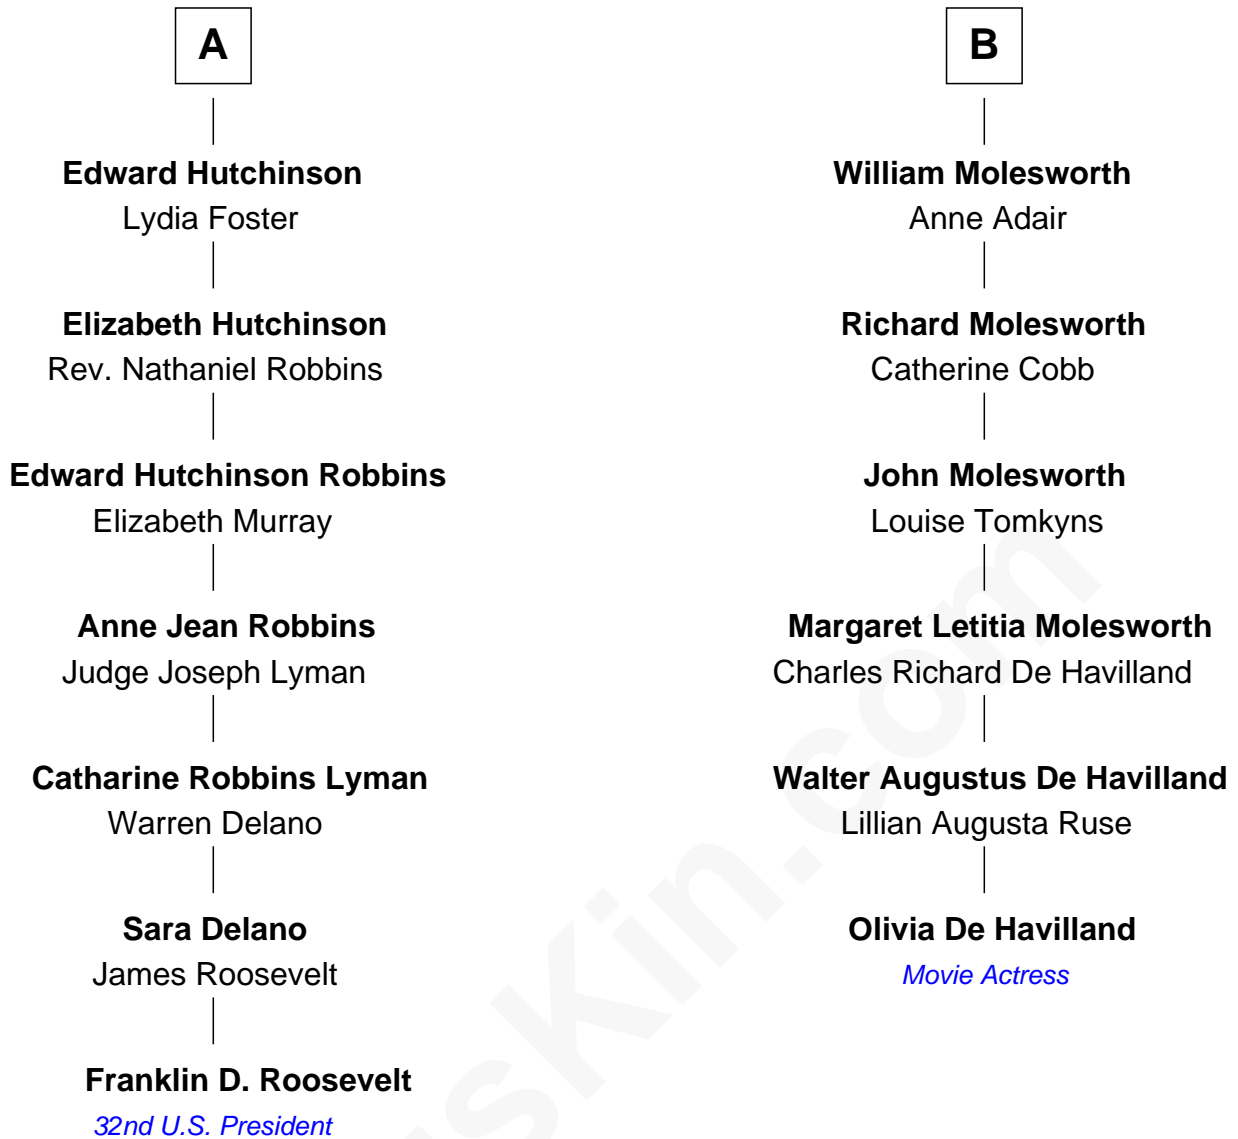 A
Edward Hutchinson
Lydia Foster
Elizabeth Hutchinson
Rev. Nathaniel Robbins
Edward Hutchinson Robbins
Elizabeth Murray
Anne Jean Robbins
Judge Joseph Lyman
Catharine Robbins Lyman
Warren Delano
Sara Delano
James Roosevelt
Franklin D. Roosevelt
32nd U.S. President
B
William Molesworth
Anne Adair
Richard Molesworth
Catherine Cobb
John Molesworth
Louise Tomkyns
Margaret Letitia Molesworth
Charles Richard De Havilland
Walter Augustus De Havilland
Lillian Augusta Ruse
Olivia De Havilland
Movie Actress
sKin.com